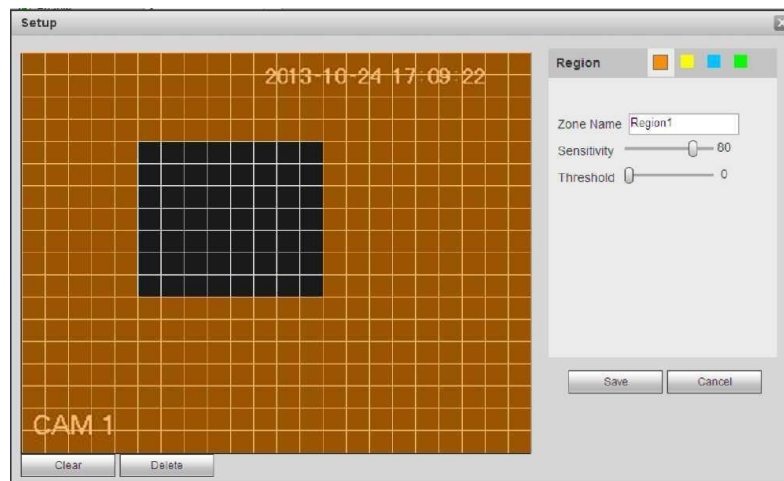 Setup
2013-10-24 17:09:22
Region
Zone Name Region1
Sensitivity 80
Threshold 0
Save Cancel
CAM 1
Clear Delete